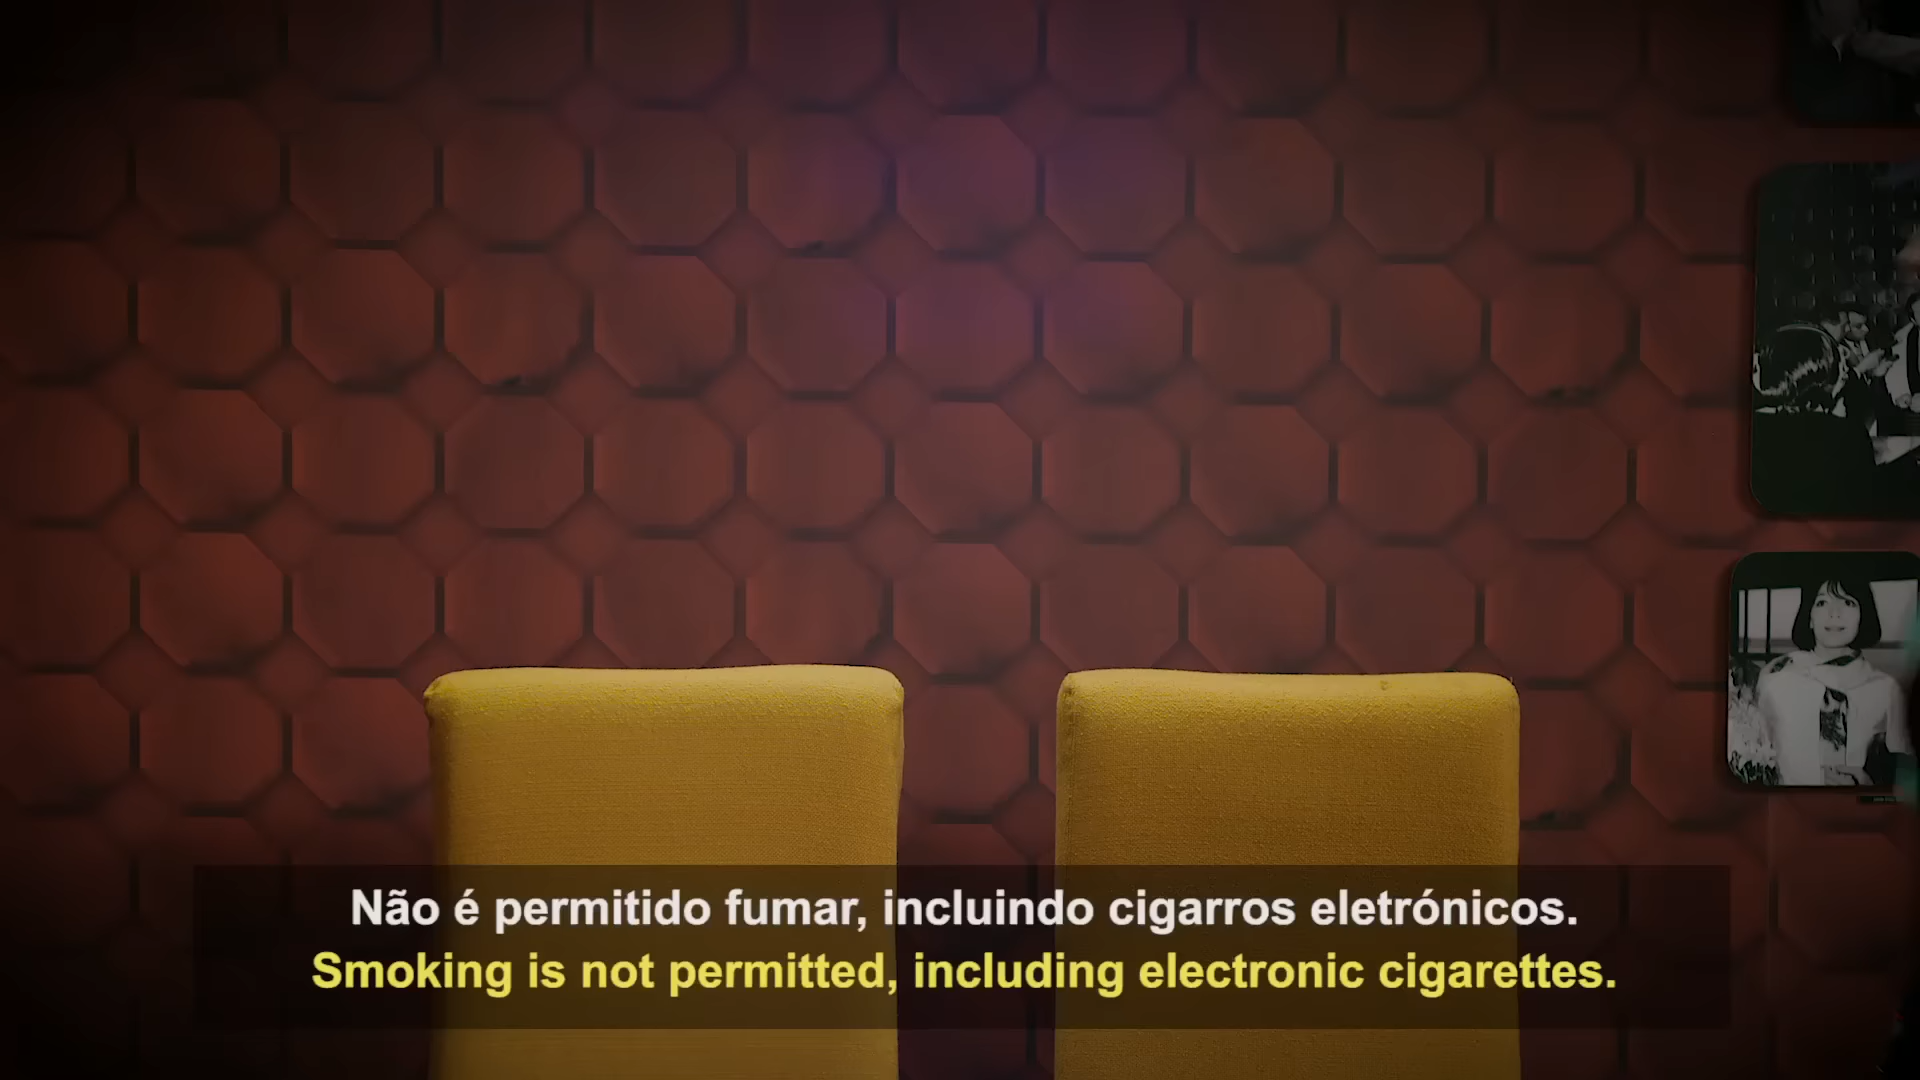 Não é permitido fumar, incluindo cigarros eletrónicos.
Smoking is not permitted, including electronic cigarettes.